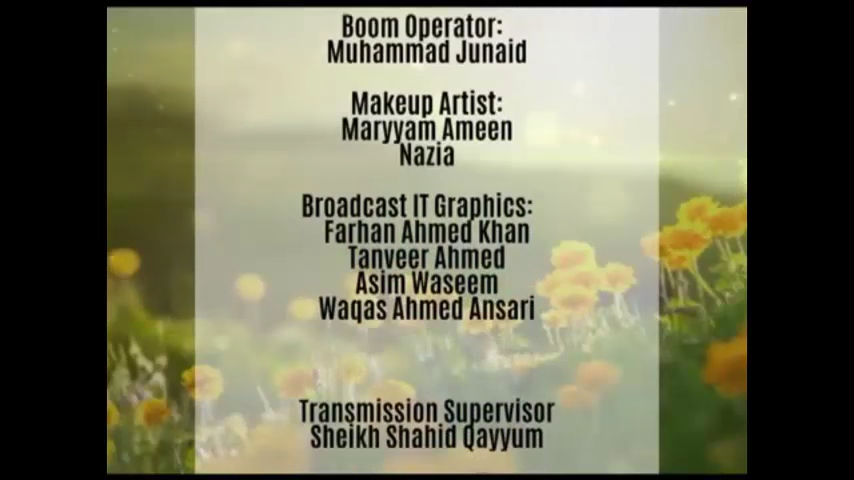 Boom Operator:
Muhammad Junaid
Makeup Artist:
Maryyam Ameen
Nazia
Broadcast IT Graphics:
Farhan Ahmed Khan
Tanveer Ahmed
Asim Waseem
Waqas Ahmed Ansari
Transmission Supervisor
Sheikh Shahid Qayyum